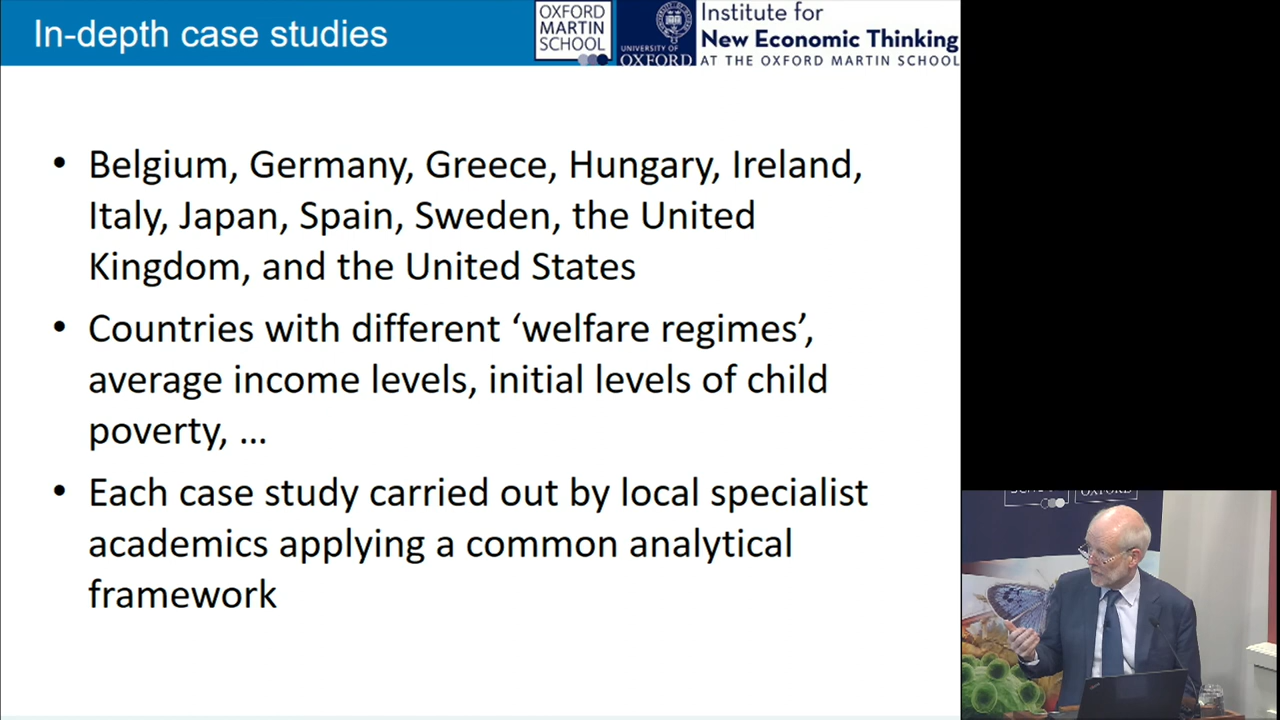 In-depth case studies
OXFORD
MARTIN
SCHOOL
UNIVERSITY OF
OXFORD
Institute for
New Economic Thinking
AT THE OXFORD MARTIN SCHOOL
• Belgium, Germany, Greece, Hungary, Ireland,
Italy, Japan, Spain, Sweden, the United
Kingdom, and the United States
• Countries with different ‘welfare regimes’,
average income levels, initial levels of child
poverty, ...
• Each case study carried out by local specialist
academics applying a common analytical
framework
SCHOOL
OXFORD